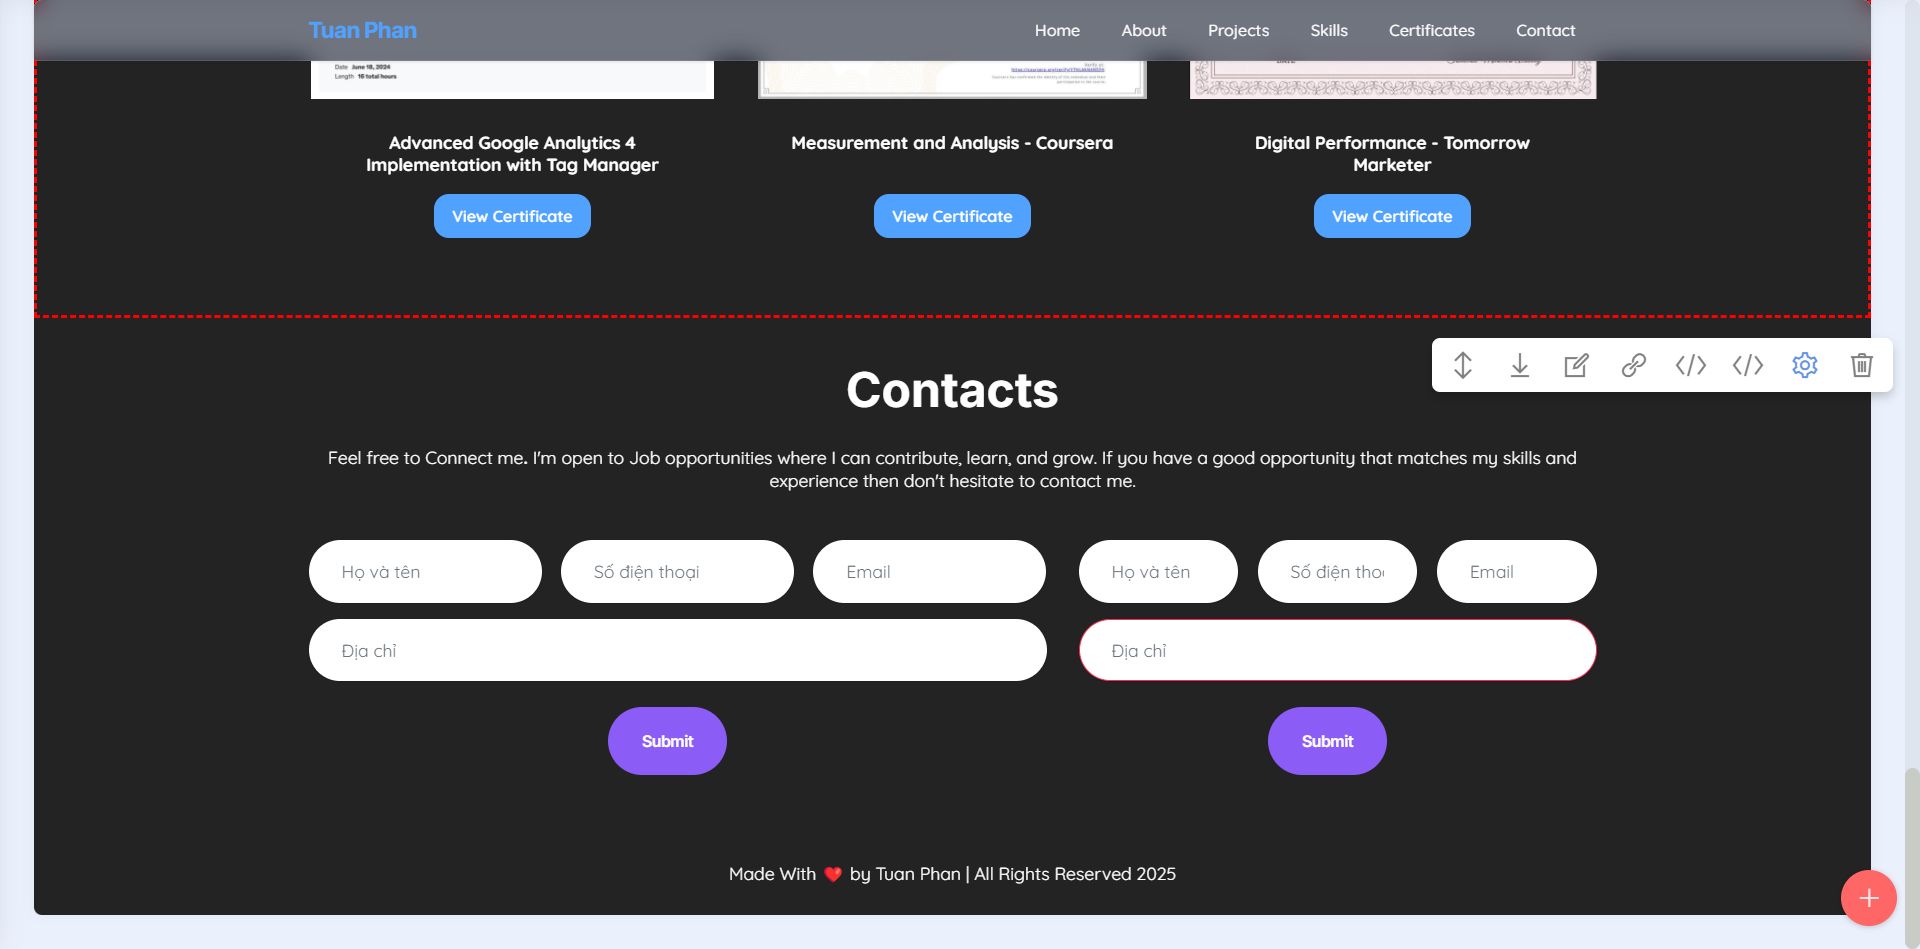 Tuan Phan
Home
About
Projects
Skills
Certificates
Contact
Date June 18, 2024
Length 16 total hours
Advanced Google Analytics 4
Implementation with Tag Manager
Measurement and Analysis - Coursera
Digital Performance - Tomorrow
Marketer
View Certificate
View Certificate
View Certificate
Contacts
Feel free to Connect me. I'm open to Job opportunities where I can contribute, learn, and grow. If you have a good opportunity that matches my skills and
experience then don't hesitate to contact me.
Họ và tên
Số điện thoại
Email
Địa chỉ
Submit
Họ và tên
Số điện
Email
Địa chỉ
Submit
Made With ❤️ by Tuan Phan | All Rights Reserved 2025